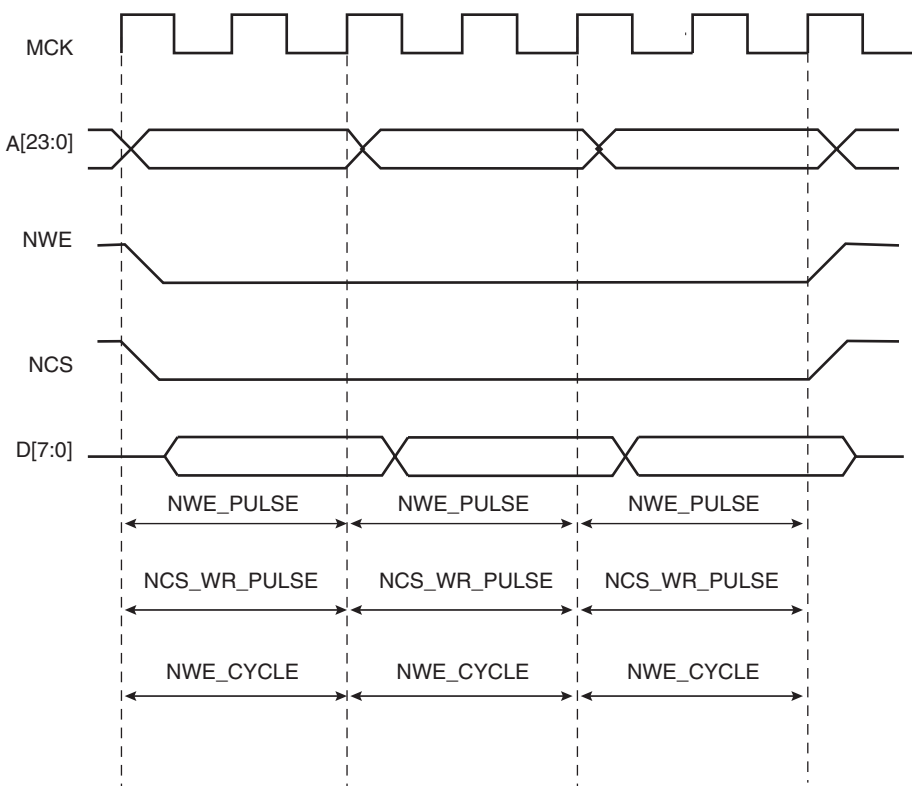 MCK
A[23:0]
NWE
NCS
D[7:0]
NWE_PULSE NWE_PULSE NWE_PULSE
NCS_WR_PULSE NCS_WR_PULSE NCS_WR_PULSE
NWE_CYCLE NWE_CYCLE NWE_CYCLE